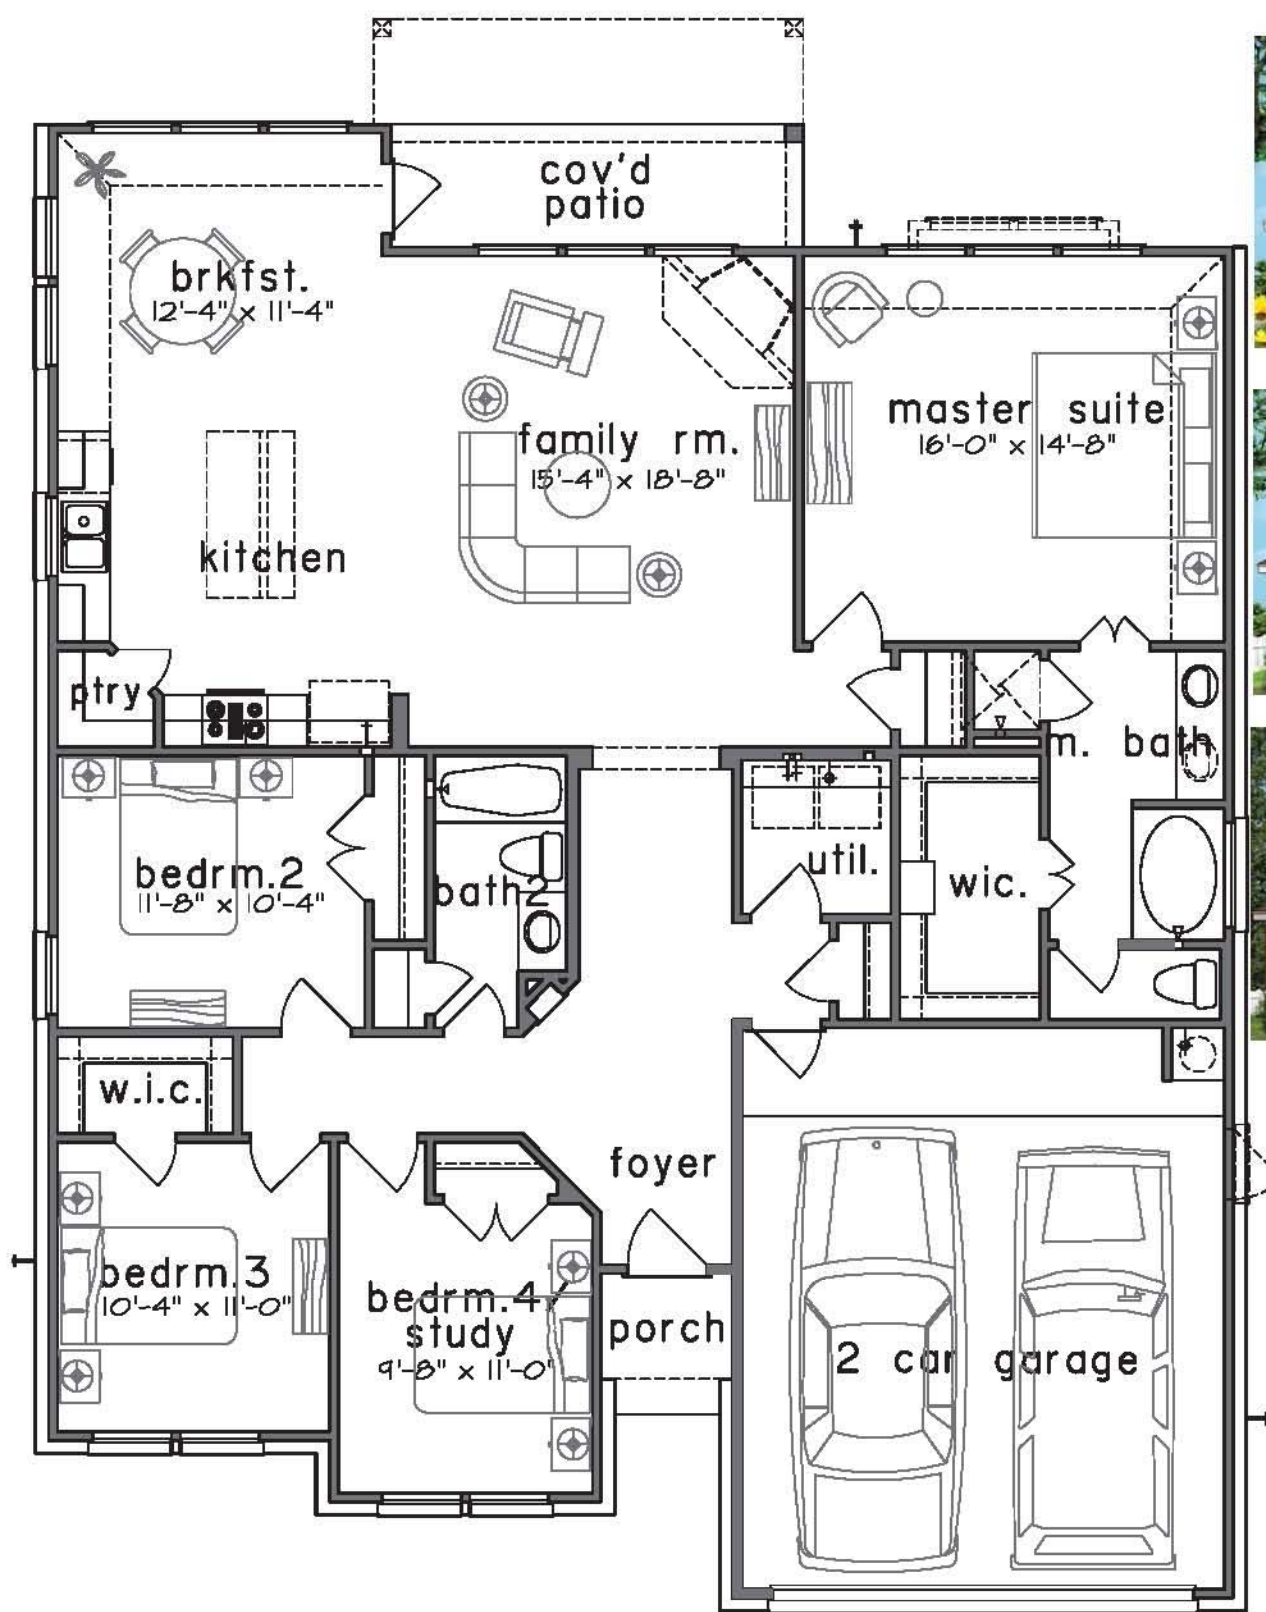 cov'd
patio
brkfst.
12'-4" x 11'-4"
master suite
16'-0" x 14'-8"
family rm.
15'-4" x 18'-8"
kitchen
ptry
m. bath
bedrm.2
11'-8" x 10'-4"
bath2
util.
wic.
w.i.c.
foyer
bedrm.3
10'-4" x 11'-0"
bedrm.4/
study
9'-8" x 11'-0"
porch
2 car garage